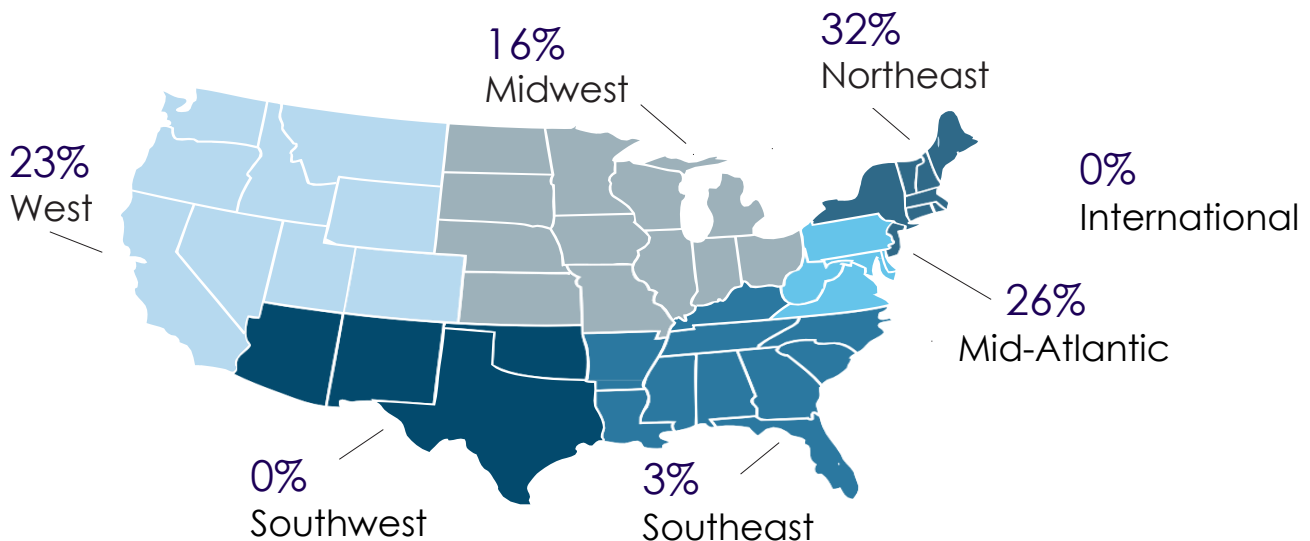 32%
Northeast
16%
Midwest
23%
West
0%
International
26%
Mid-Atlantic
0%
Southwest
3%
Southeast